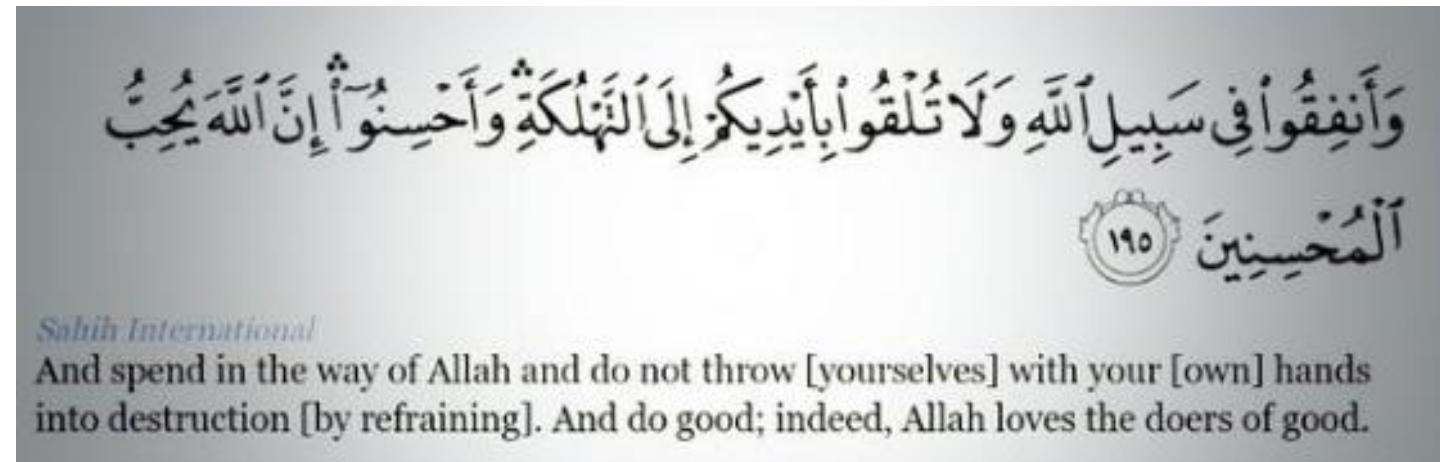 وَأَنفِقُوا۟ فِى سَبِيلِ ٱللَّهِ وَلَا تُلْقُوا۟ بِأَيْدِيكُمْ إِلَى ٱلتَّهْلُكَةِ ۛ وَأَحْسِنُوٓا۟ ۛ إِنَّ ٱللَّهَ يُحِبُّ
ٱلْمُحْسِنِينَ ١٩٥
Sahih International
And spend in the way of Allah and do not throw [yourselves] with your [own] hands
into destruction [by refraining]. And do good; indeed, Allah loves the doers of good.